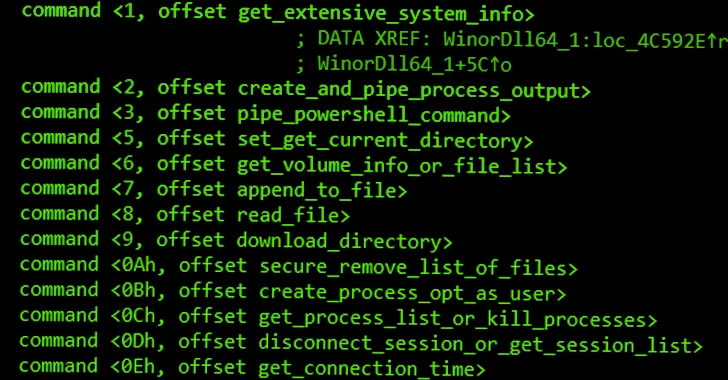 command <1, offset get_extensive_system_info>
; DATA XREF: WinorDll64_1:loc_4C592E↑r
; WinorDll64_1+5C↑o
command <2, offset create_and_pipe_process_output>
command <3, offset pipe_powershell_command>
command <5, offset set_get_current_directory>
command <6, offset get_volume_info_or_file_list>
command <7, offset append_to_file>
command <8, offset read_file>
command <9, offset download_directory>
command <0Ah, offset secure_remove_list_of_files>
command <0Bh, offset create_process_opt_as_user>
command <0Ch, offset get_process_list_or_kill_processes>
command <0Dh, offset disconnect_session_or_get_session_list>
command <0Eh, offset get_connection_time>